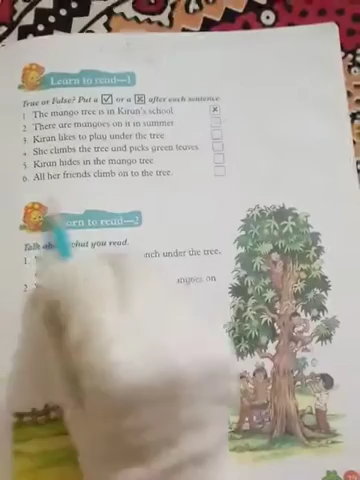 Learn to read—1
True or False? Put a ☑ or a ☒ after each sentence.
1. The mango tree is in Kiran's school. ☒
2. There are mangoes on it in summer.
3. Kiran likes to play under the tree.
4. She climbs the tree and picks green leaves.
5. Kiran hides in the mango tree.
6. All her friends climb on to the tree.
Learn to read—2
Talk about what you read.
1. nch under the tree.
2. angoes on